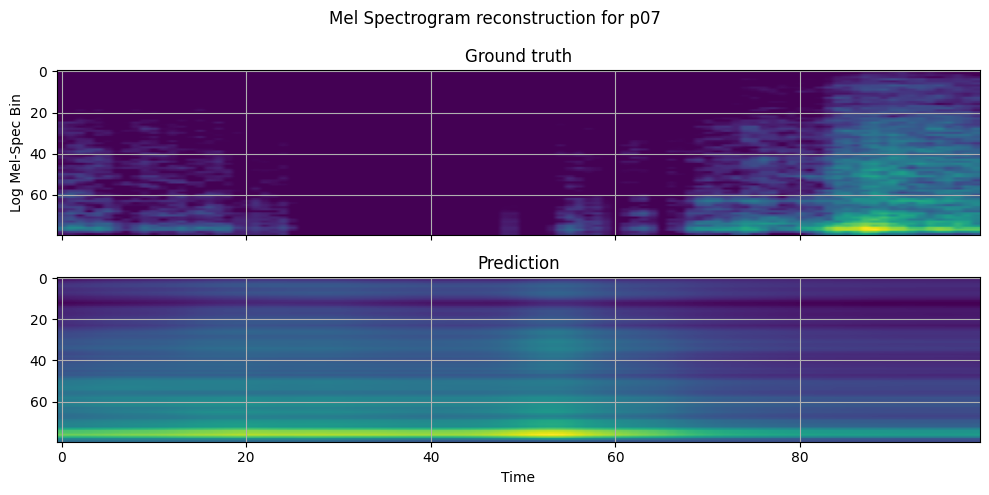 Mel Spectrogram reconstruction for p07
Ground truth
Log Mel-Spec Bin
0
20
40
60
Prediction
0
20
40
60
0 20 40 60 80
Time